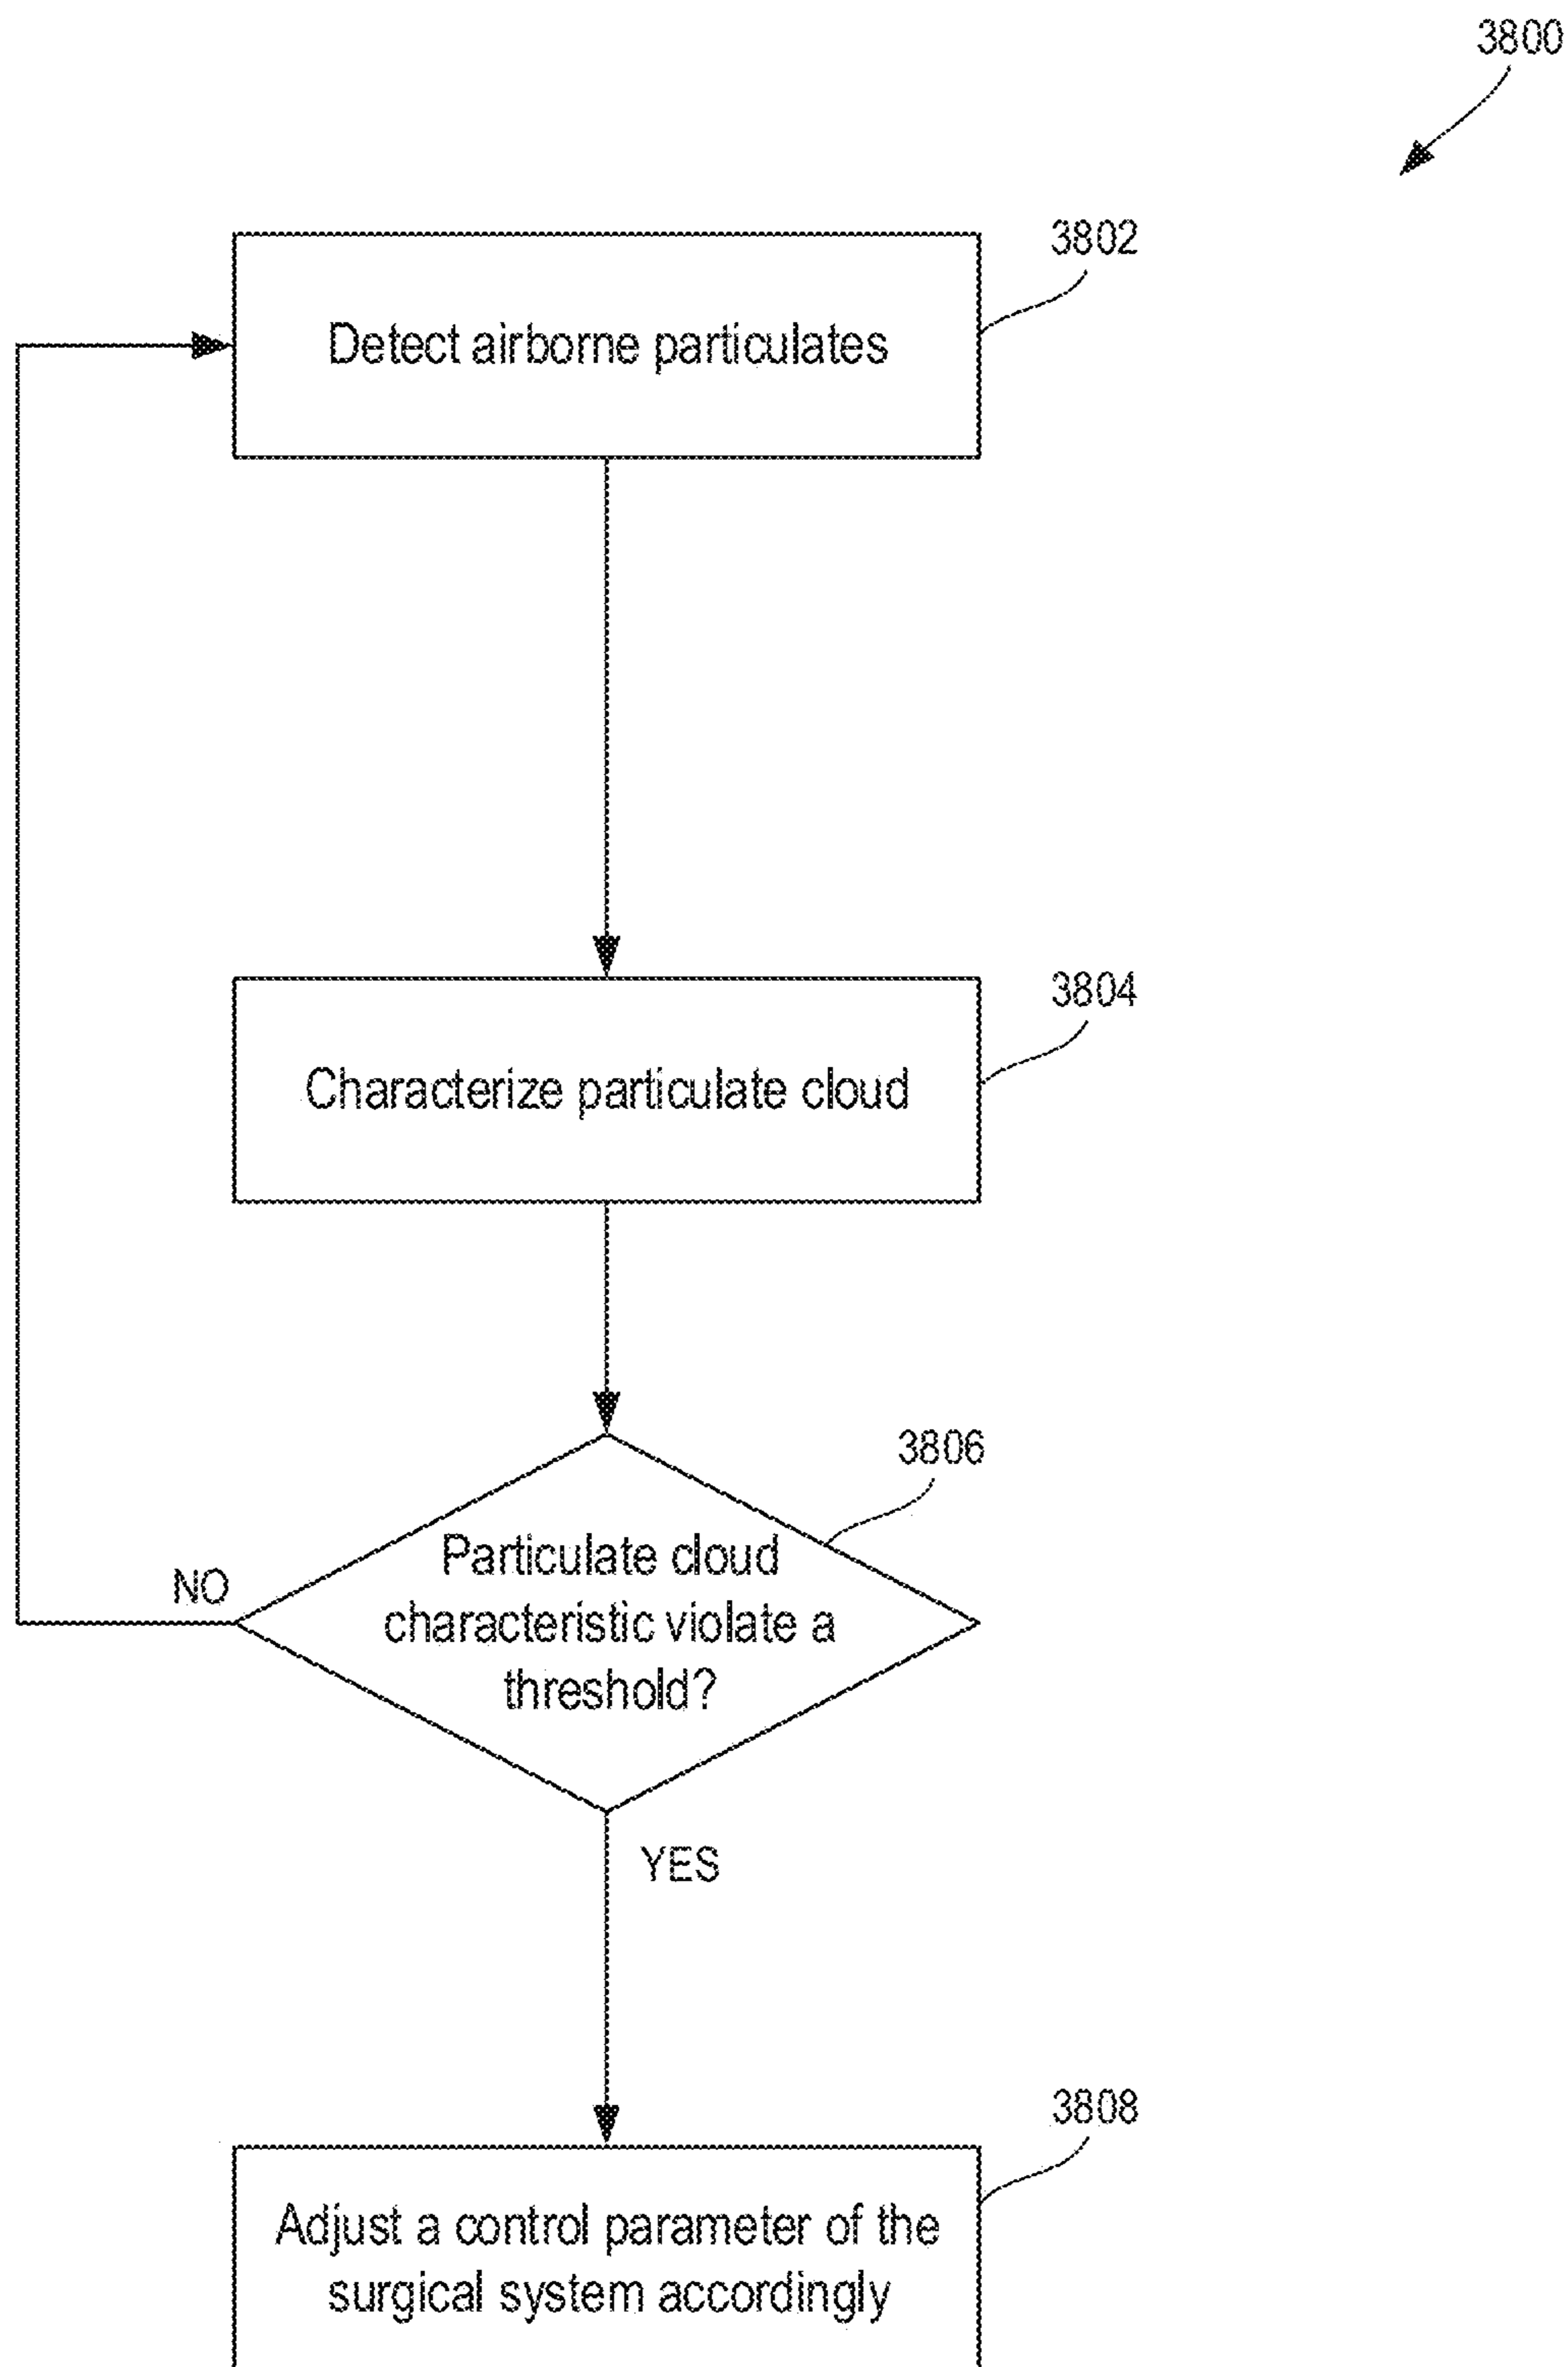 3800
3802
Detect airborne particulates
3804
Characterize particulate cloud
3806
Particulate cloud
characteristic violate a
threshold?
NO
YES
3808
Adjust a control parameter of the
surgical system accordingly